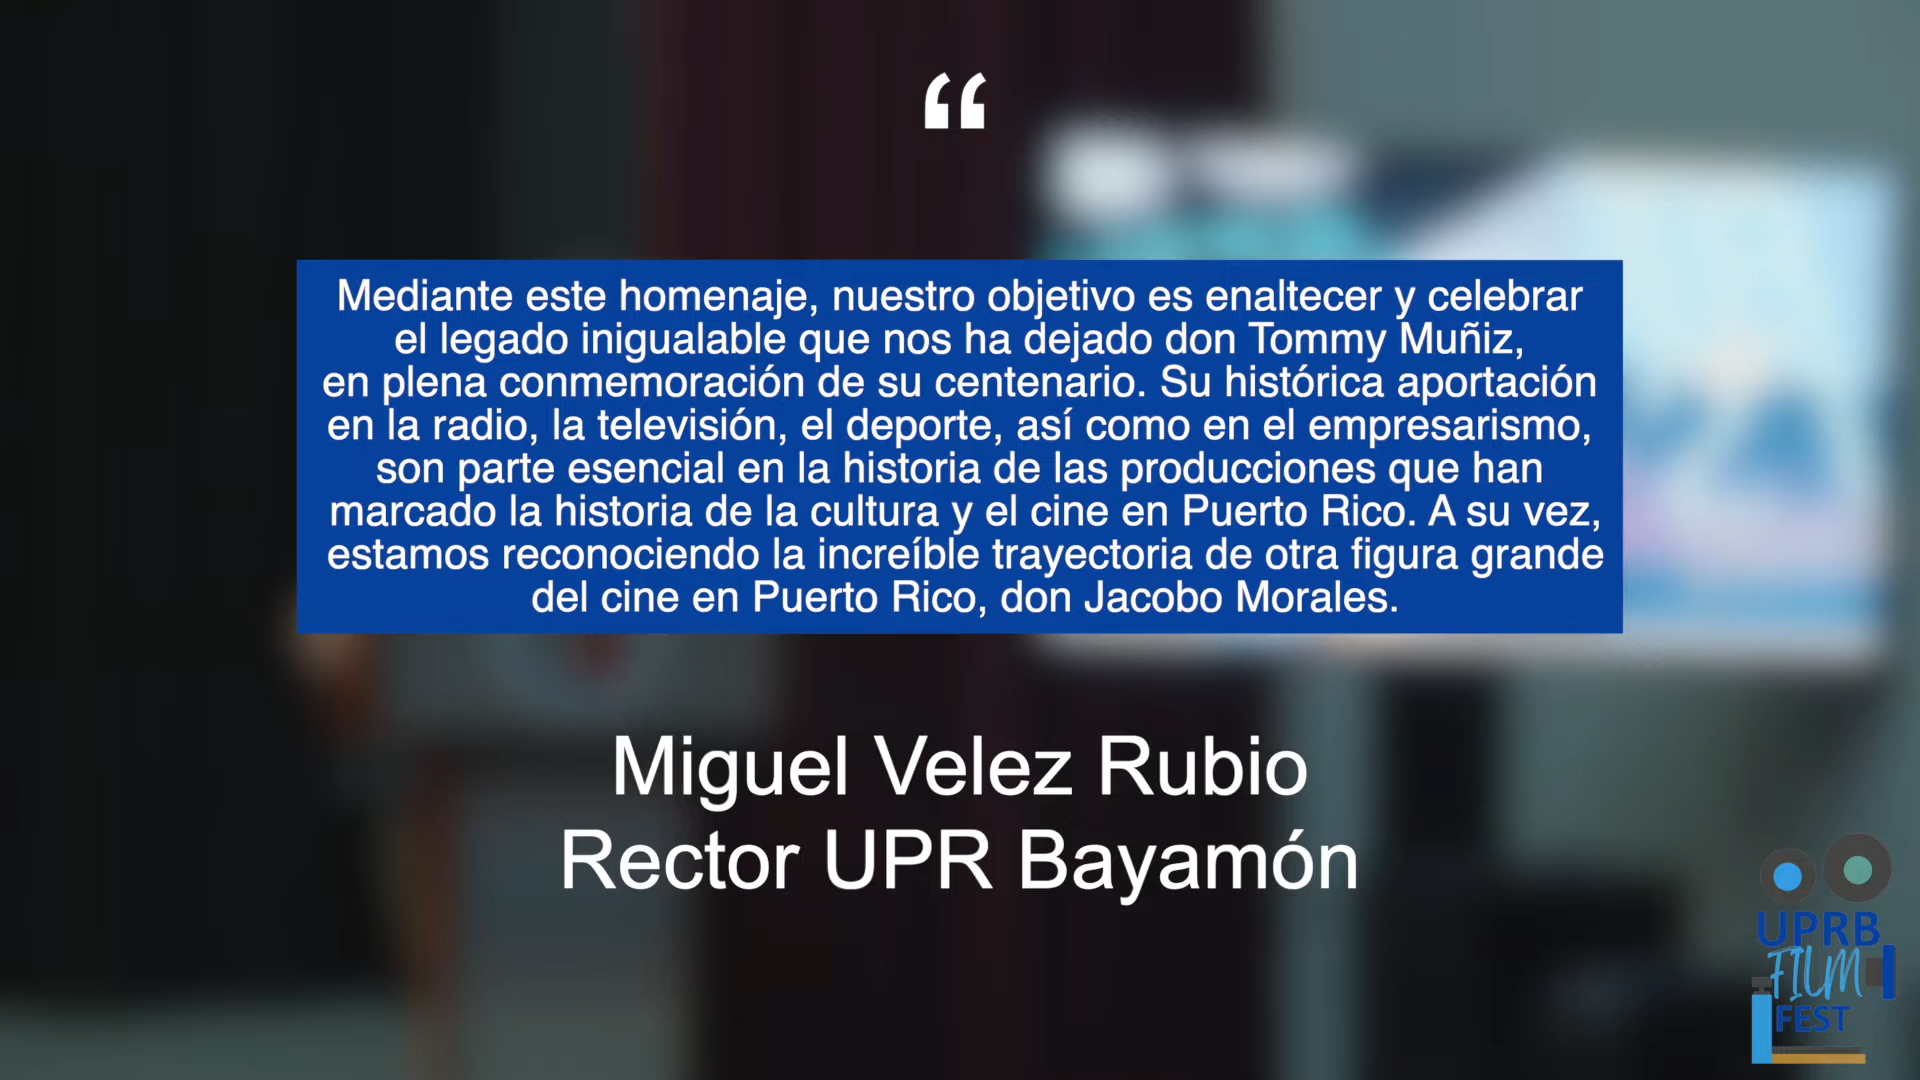 “
Mediante este homenaje, nuestro objetivo es enaltecer y celebrar
el legado inigualable que nos ha dejado don Tommy Muñiz,
en plena conmemoración de su centenario. Su histórica aportación
en la radio, la televisión, el deporte, así como en el empresarismo,
son parte esencial en la historia de las producciones que han
marcado la historia de la cultura y el cine en Puerto Rico. A su vez,
estamos reconociendo la increíble trayectoria de otra figura grande
del cine en Puerto Rico, don Jacobo Morales.
Miguel Velez Rubio
Rector UPR Bayamón
UPRB
FILM
FEST